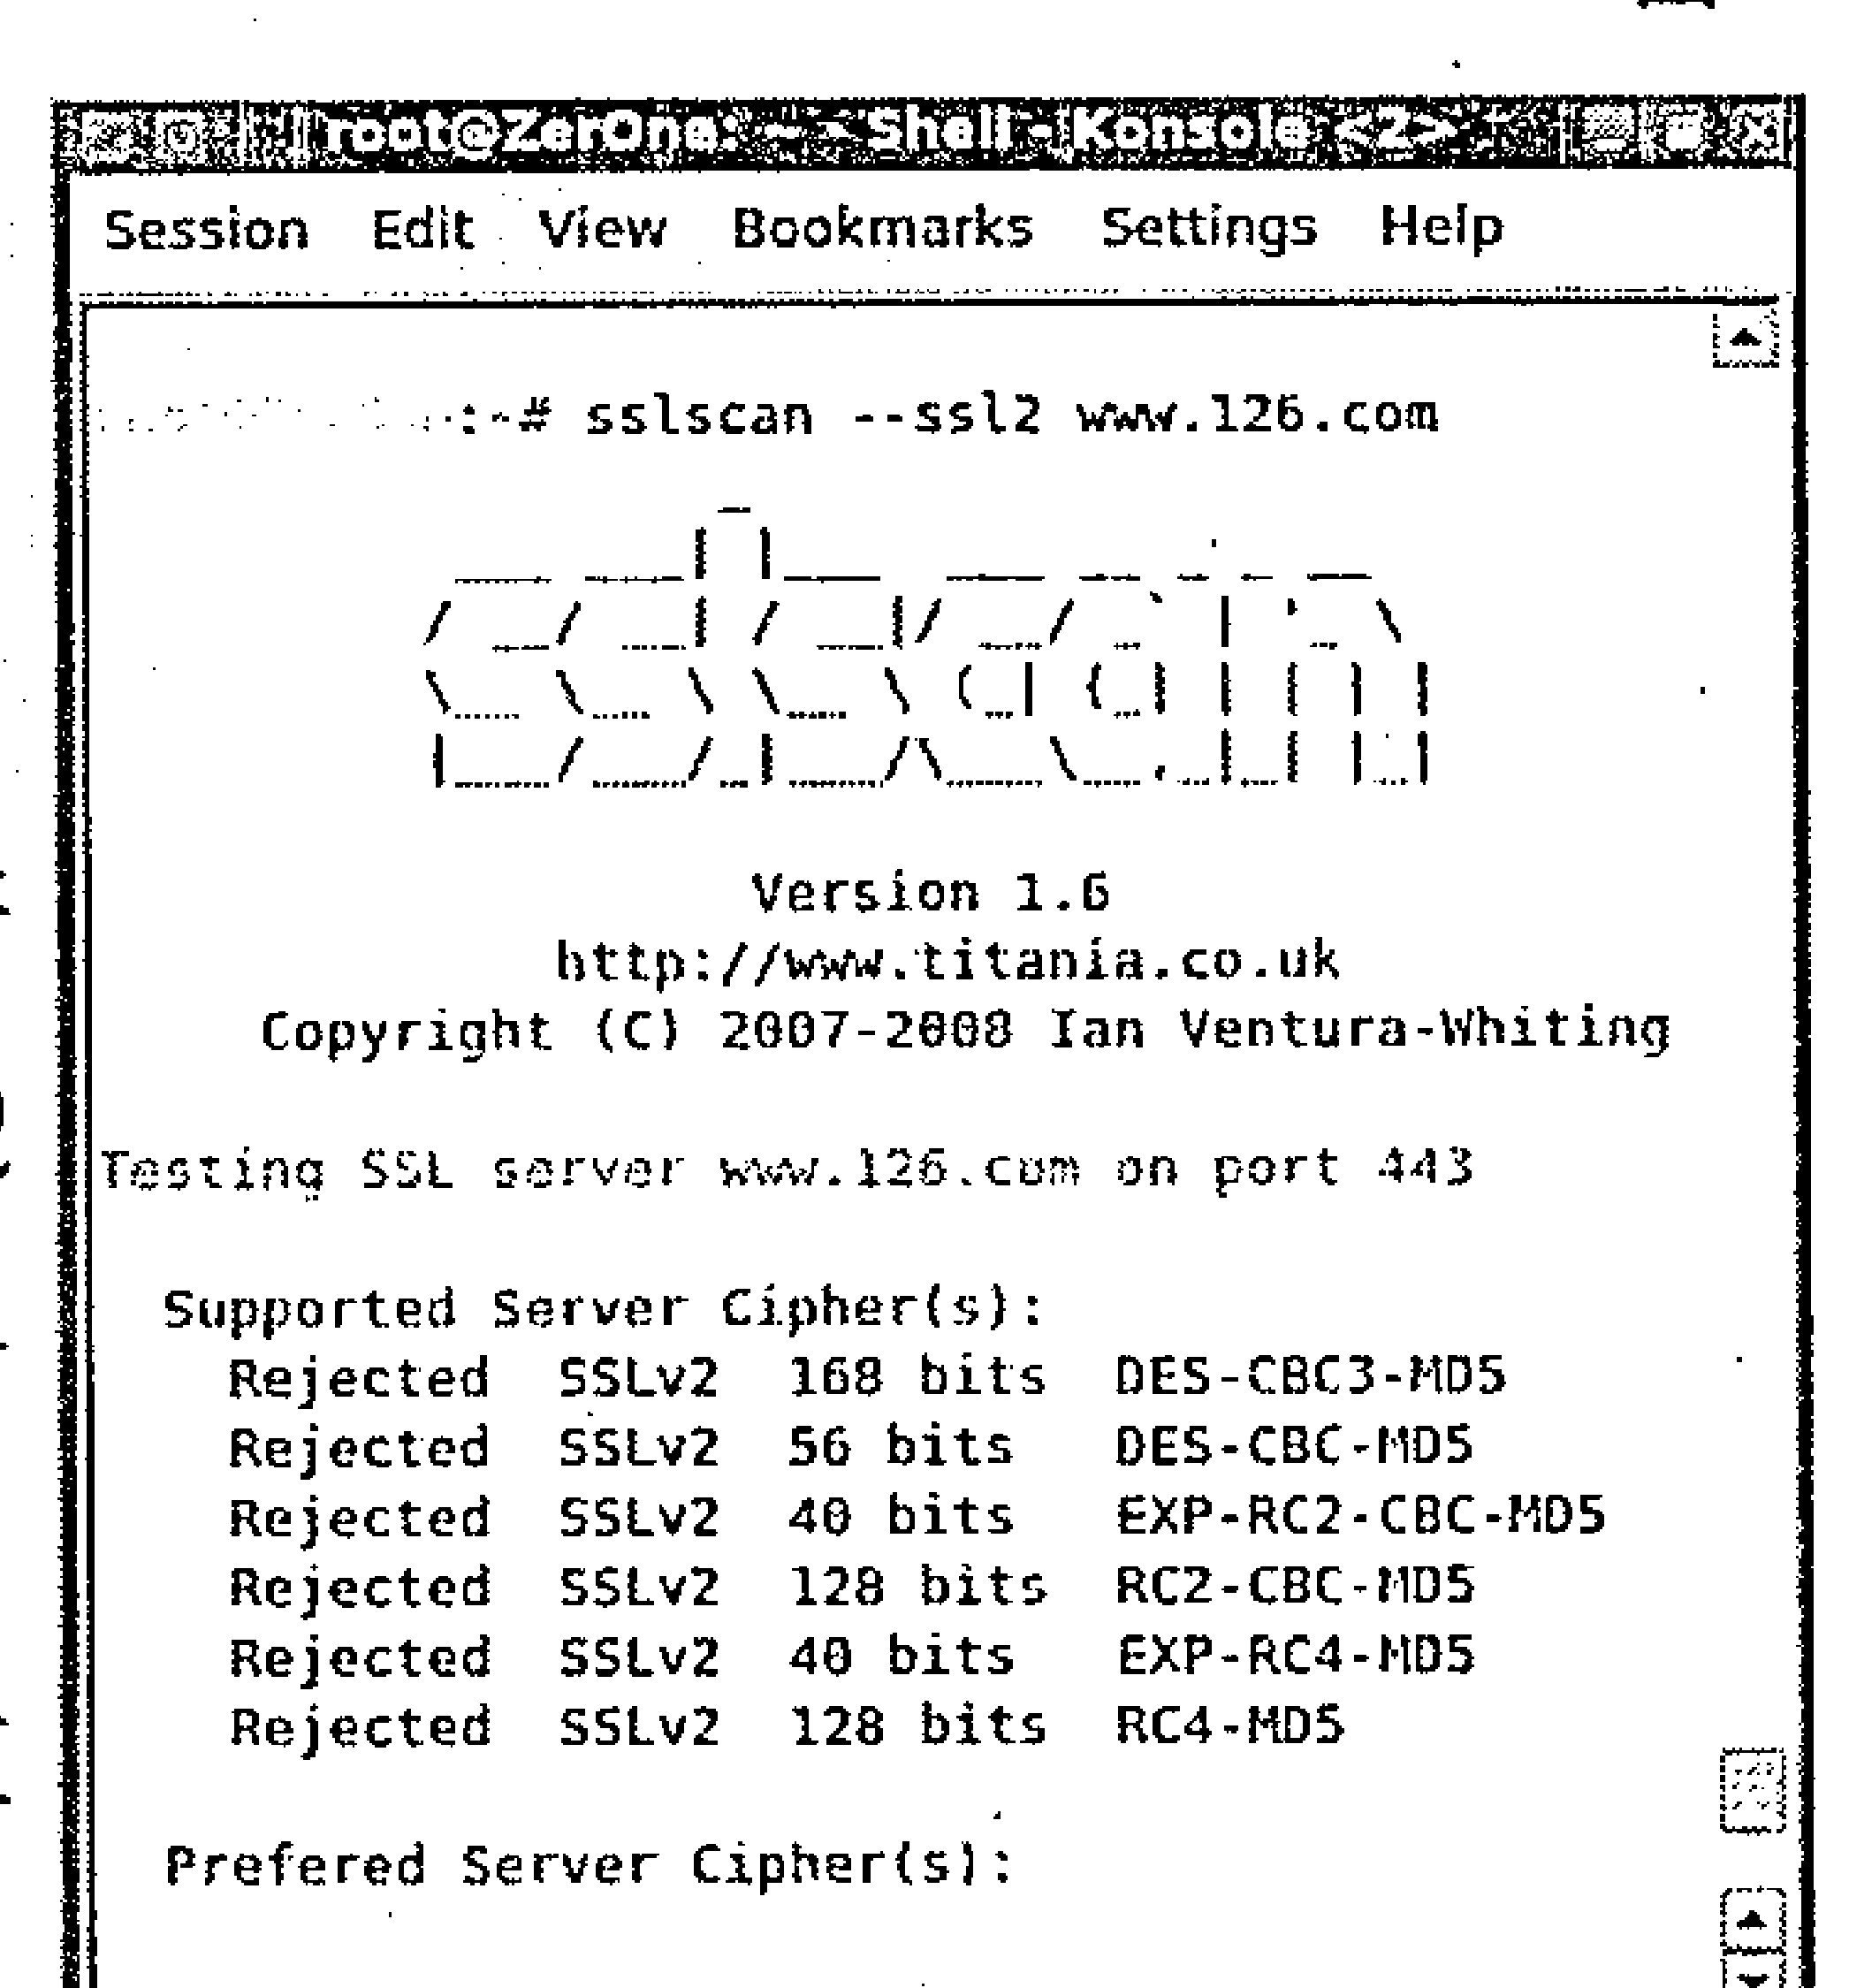 root@ZerOne: ~ - Shell - Konsole <2>
Session Edit View Bookmarks Settings Help
:~# sslscan --ssl2 www.126.com
Version 1.6
http://www.titania.co.uk
Copyright (C) 2007-2008 Ian Ventura-Whiting
Testing SSL server www.126.com on port 443
Supported Server Cipher(s):
Rejected SSLv2 168 bits DES-CBC3-MD5
Rejected SSLv2 56 bits DES-CBC-MD5
Rejected SSLv2 40 bits EXP-RC2-CBC-MD5
Rejected SSLv2 128 bits RC2-CBC-MD5
Rejected SSLv2 40 bits EXP-RC4-MD5
Rejected SSLv2 128 bits RC4-MD5
Prefered Server Cipher(s):